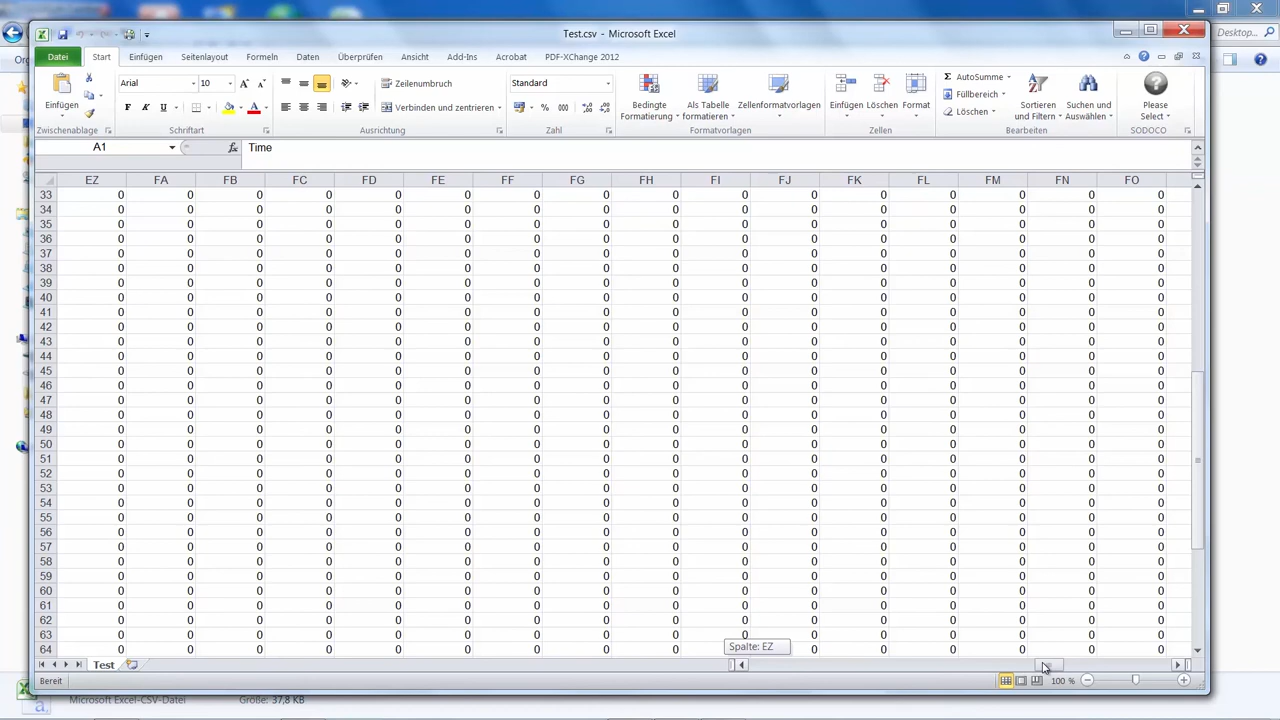 Test.csv - Microsoft Excel
Desktop...
Datei Start Einfügen Seitenlayout Formeln Daten Überprüfen Ansicht Add-Ins Acrobat PDF-XChange 2012
Einfügen
Zwischenablage
Arial 10
F K U
Schriftart
Zeilenumbruch
Verbinden und zentrieren
Ausrichtung
Standard
% 000
Zahl
Bedingte Formatierung
Als Tabelle formatieren
Zellenformatvorlagen
Formatvorlagen
Einfügen Löschen Format
Zellen
AutoSumme
Füllbereich
Löschen
Sortieren und Filtern
Suchen und Auswählen
Bearbeiten
Please Select
SODOCO
A1 fx Time
EZ FA FB FC FD FE FF FG FH FI FJ FK FL FM FN FO
33 0 0 0 0 0 0 0 0 0 0 0 0 0 0 0 0
34 0 0 0 0 0 0 0 0 0 0 0 0 0 0 0 0
35 0 0 0 0 0 0 0 0 0 0 0 0 0 0 0 0
36 0 0 0 0 0 0 0 0 0 0 0 0 0 0 0 0
37 0 0 0 0 0 0 0 0 0 0 0 0 0 0 0 0
38 0 0 0 0 0 0 0 0 0 0 0 0 0 0 0 0
39 0 0 0 0 0 0 0 0 0 0 0 0 0 0 0 0
40 0 0 0 0 0 0 0 0 0 0 0 0 0 0 0 0
41 0 0 0 0 0 0 0 0 0 0 0 0 0 0 0 0
42 0 0 0 0 0 0 0 0 0 0 0 0 0 0 0 0
43 0 0 0 0 0 0 0 0 0 0 0 0 0 0 0 0
44 0 0 0 0 0 0 0 0 0 0 0 0 0 0 0 0
45 0 0 0 0 0 0 0 0 0 0 0 0 0 0 0 0
46 0 0 0 0 0 0 0 0 0 0 0 0 0 0 0 0
47 0 0 0 0 0 0 0 0 0 0 0 0 0 0 0 0
48 0 0 0 0 0 0 0 0 0 0 0 0 0 0 0 0
49 0 0 0 0 0 0 0 0 0 0 0 0 0 0 0 0
50 0 0 0 0 0 0 0 0 0 0 0 0 0 0 0 0
51 0 0 0 0 0 0 0 0 0 0 0 0 0 0 0 0
52 0 0 0 0 0 0 0 0 0 0 0 0 0 0 0 0
53 0 0 0 0 0 0 0 0 0 0 0 0 0 0 0 0
54 0 0 0 0 0 0 0 0 0 0 0 0 0 0 0 0
55 0 0 0 0 0 0 0 0 0 0 0 0 0 0 0 0
56 0 0 0 0 0 0 0 0 0 0 0 0 0 0 0 0
57 0 0 0 0 0 0 0 0 0 0 0 0 0 0 0 0
58 0 0 0 0 0 0 0 0 0 0 0 0 0 0 0 0
59 0 0 0 0 0 0 0 0 0 0 0 0 0 0 0 0
60 0 0 0 0 0 0 0 0 0 0 0 0 0 0 0 0
61 0 0 0 0 0 0 0 0 0 0 0 0 0 0 0 0
62 0 0 0 0 0 0 0 0 0 0 0 0 0 0 0 0
63 0 0 0 0 0 0 0 0 0 0 0 0 0 0 0 0
64 0 0 0 0 0 0 0 0 0 0 0 0 0 0 0 0
Spalte: EZ
Test
Bereit 100 %
Microsoft Excel-CSV-Datei Größe: 37,8 KB